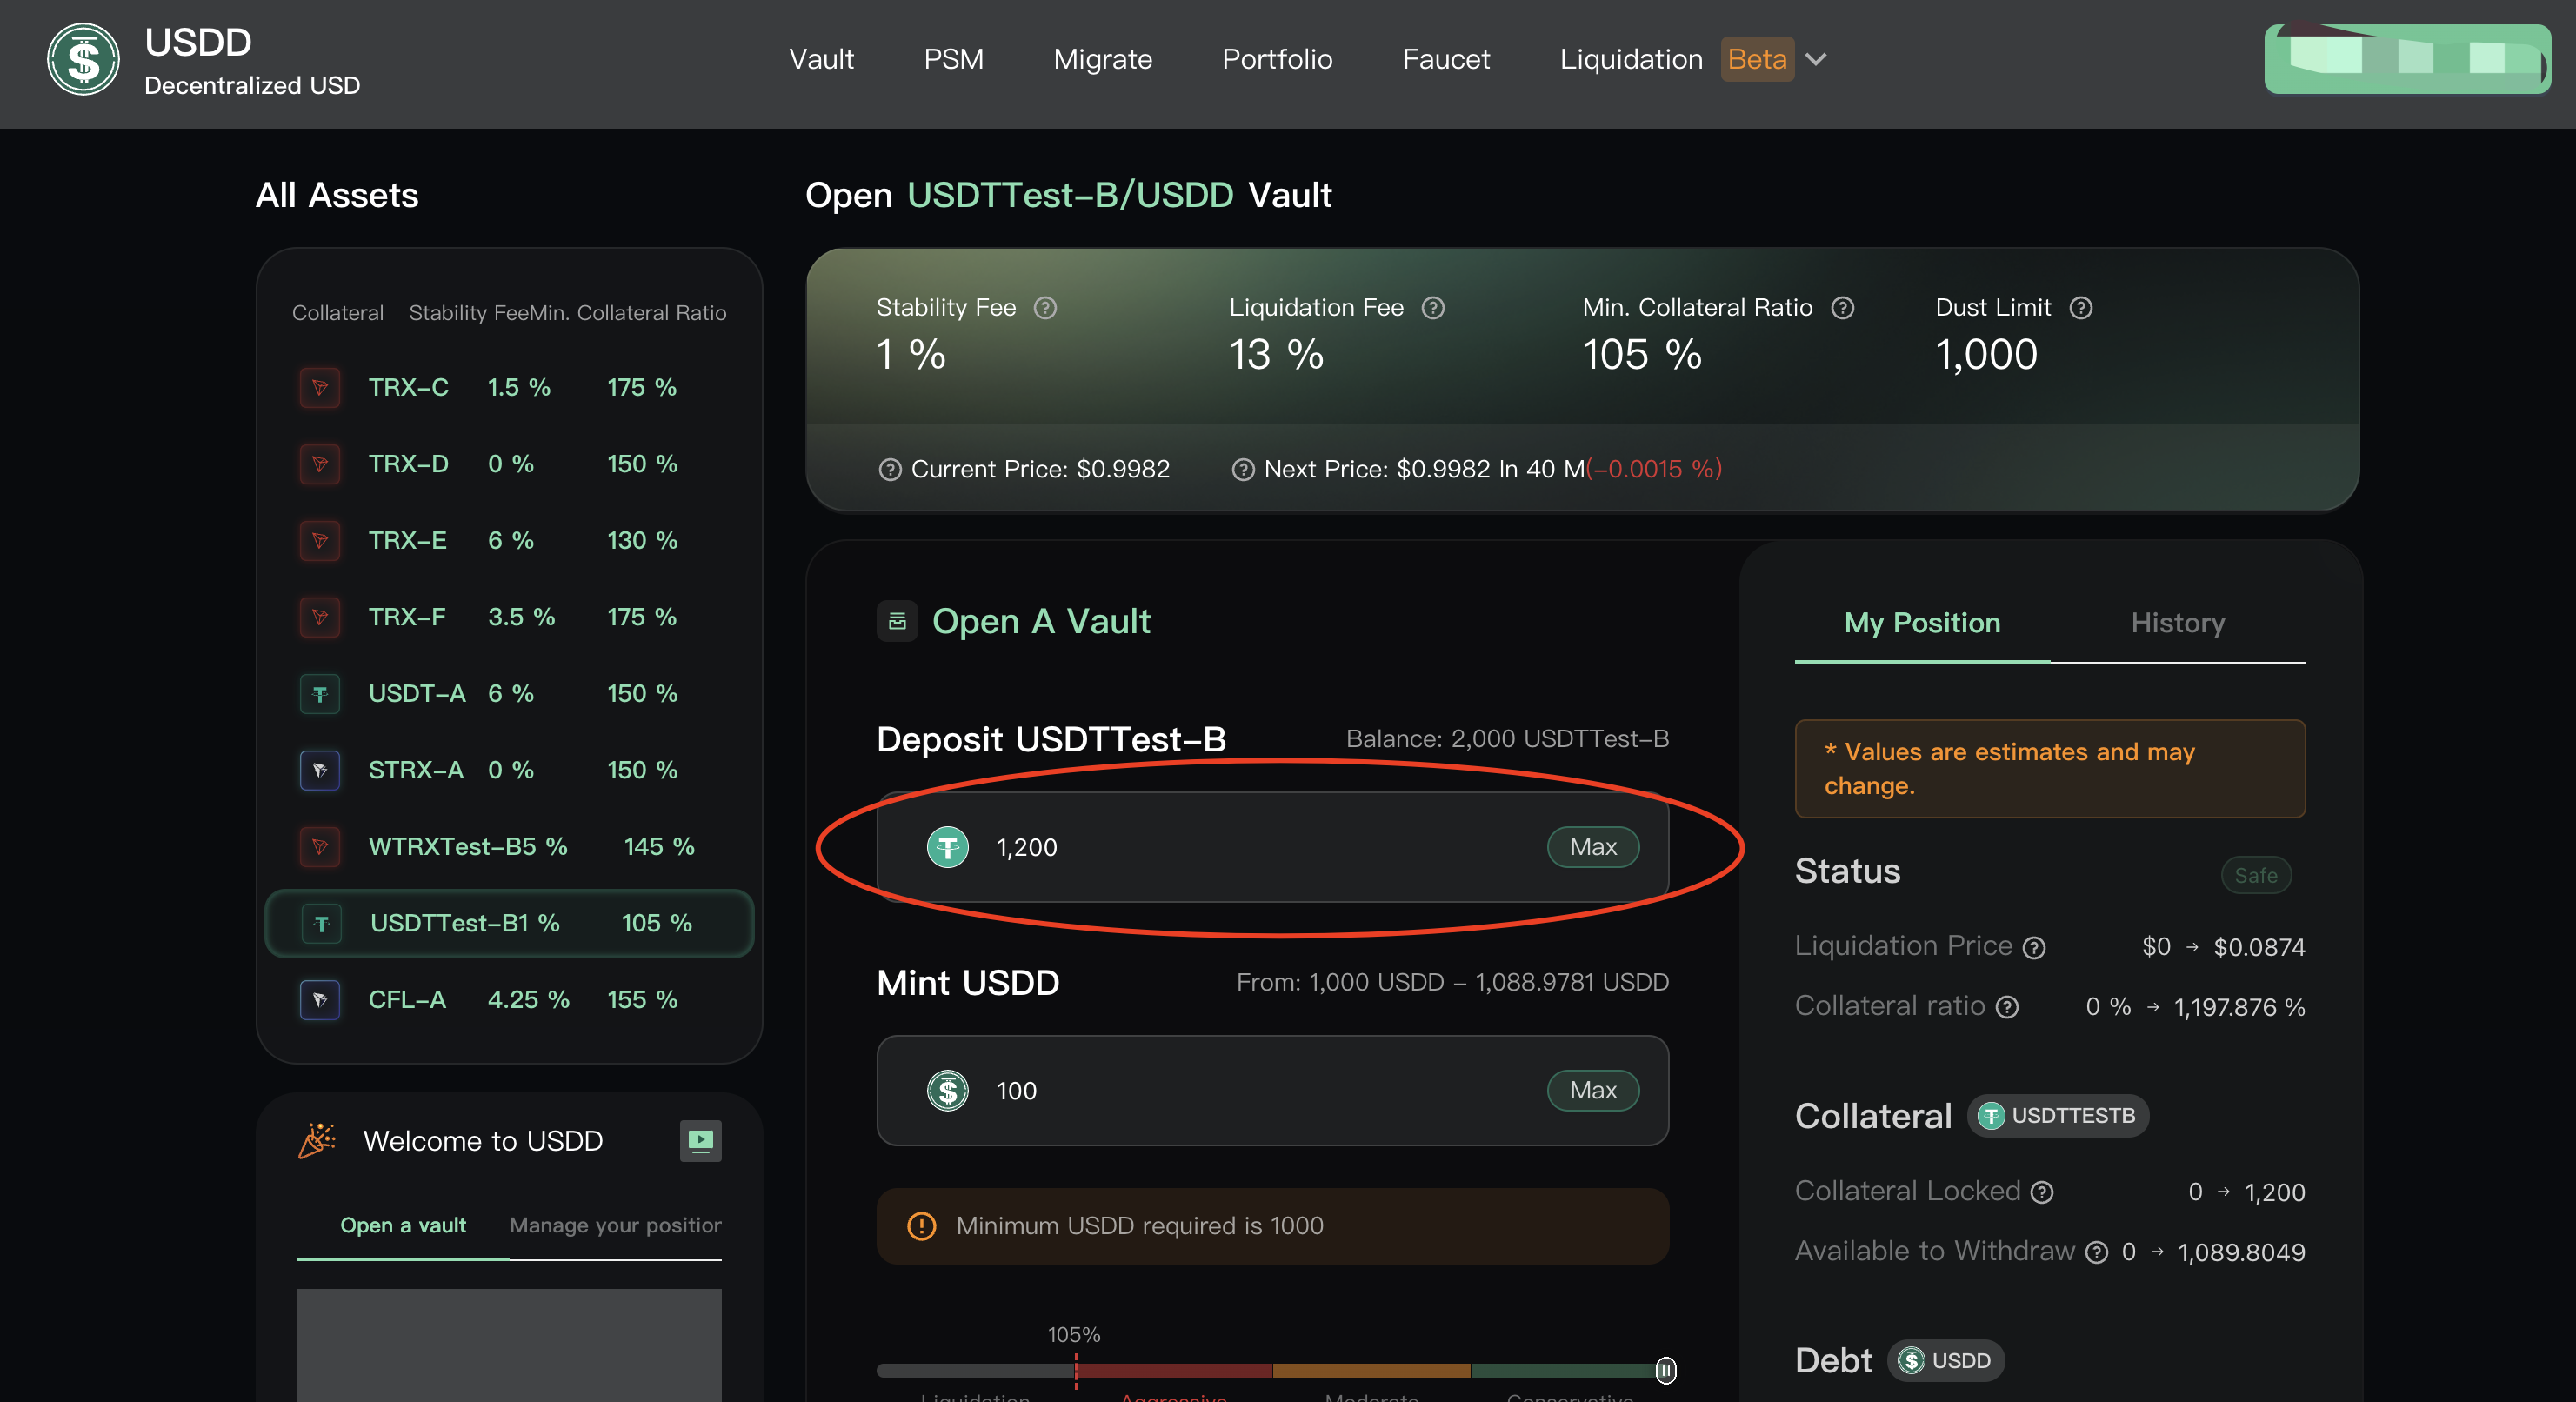 USDD
Decentralized USD
Vault
PSM
Migrate
Portfolio
Faucet
Liquidation Beta
All Assets
Collateral Stability Fee Min. Collateral Ratio
TRX-C 1.5 % 175 %
TRX-D 0 % 150 %
TRX-E 6 % 130 %
TRX-F 3.5 % 175 %
USDT-A 6 % 150 %
STRX-A 0 % 150 %
WTRXTest-B 5 % 145 %
USDTTest-B 1 % 105 %
CFL-A 4.25 % 155 %
Welcome to USDD
Open a vault Manage your position
Open USDTTest-B/USDD Vault
Stability Fee
1 %
Liquidation Fee
13 %
Min. Collateral Ratio
105 %
Dust Limit
1,000
Current Price: $0.9982
Next Price: $0.9982 In 40 M(-0.0015 %)
Open A Vault
Deposit USDTTest-B Balance: 2,000 USDTTest-B
1,200 Max
Mint USDD From: 1,000 USDD - 1,088.9781 USDD
100 Max
Minimum USDD required is 1000
105%
Liquidation Aggressive Moderate Conservative
My Position History
* Values are estimates and may
change.
Status Safe
Liquidation Price $0 → $0.0874
Collateral ratio 0 % → 1,197.876 %
Collateral USDTTESTB
Collateral Locked 0 → 1,200
Available to Withdraw 0 → 1,089.8049
Debt USDD